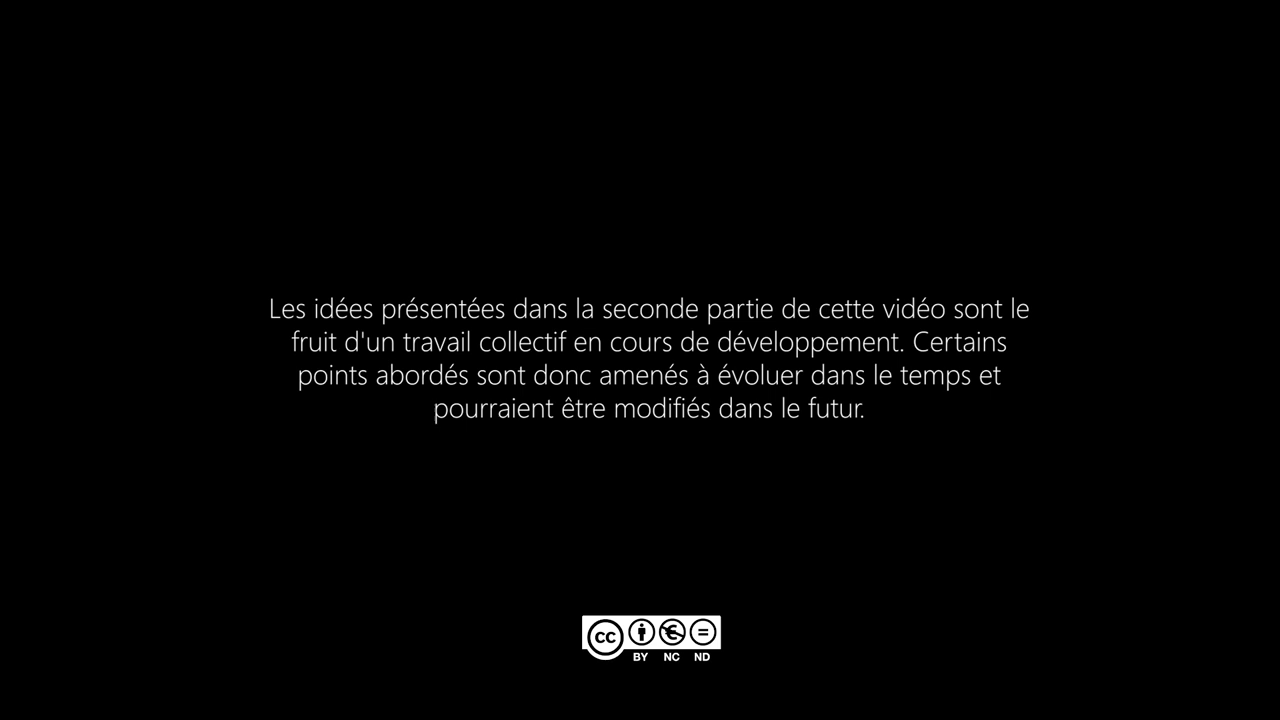 Les idées présentées dans la seconde partie de cette vidéo sont le
fruit d'un travail collectif en cours de développement. Certains
points abordés sont donc amenés à évoluer dans le temps et
pourraient être modifiés dans le futur.
cc
BY NC ND